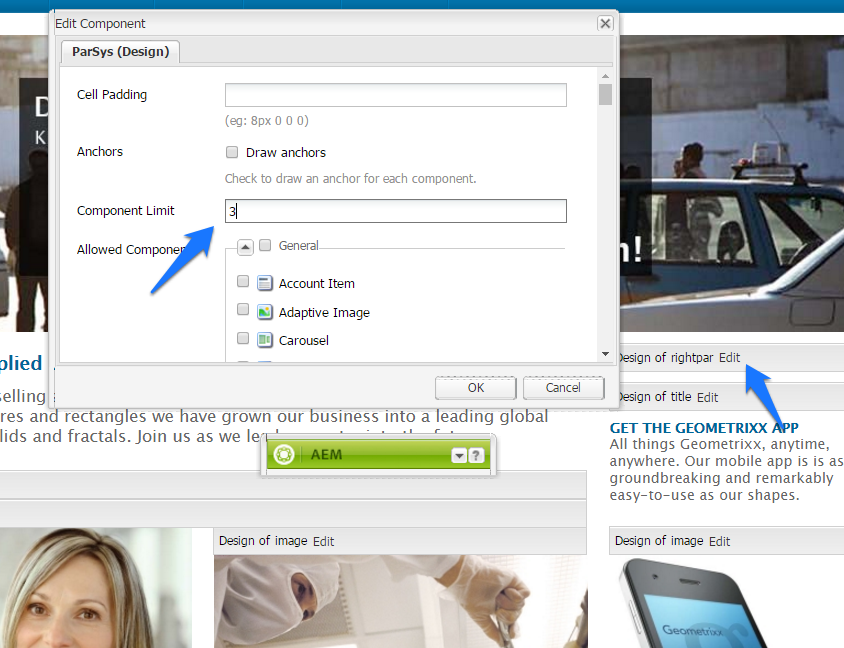 Edit Component
ParSys (Design)
Cell Padding
(eg: 8px 0 0 0)
Anchors
Draw anchors
Check to draw an anchor for each component.
Component Limit
3
Allowed Componen
General
Account Item
Adaptive Image
Carousel
OK
Cancel
D
K
n!
Design of rightpar Edit
Design of title Edit
GET THE GEOMETRIXX APP
All things Geometrixx, anytime,
anywhere. Our mobile app is is as
groundbreaking and remarkably
easy-to-use as our shapes.
plied
selling
res and rectangles we have grown our business into a leading global
lids and fractals. Join us as we
AEM
?
Design of image Edit
Design of image Edit
Geometrixx